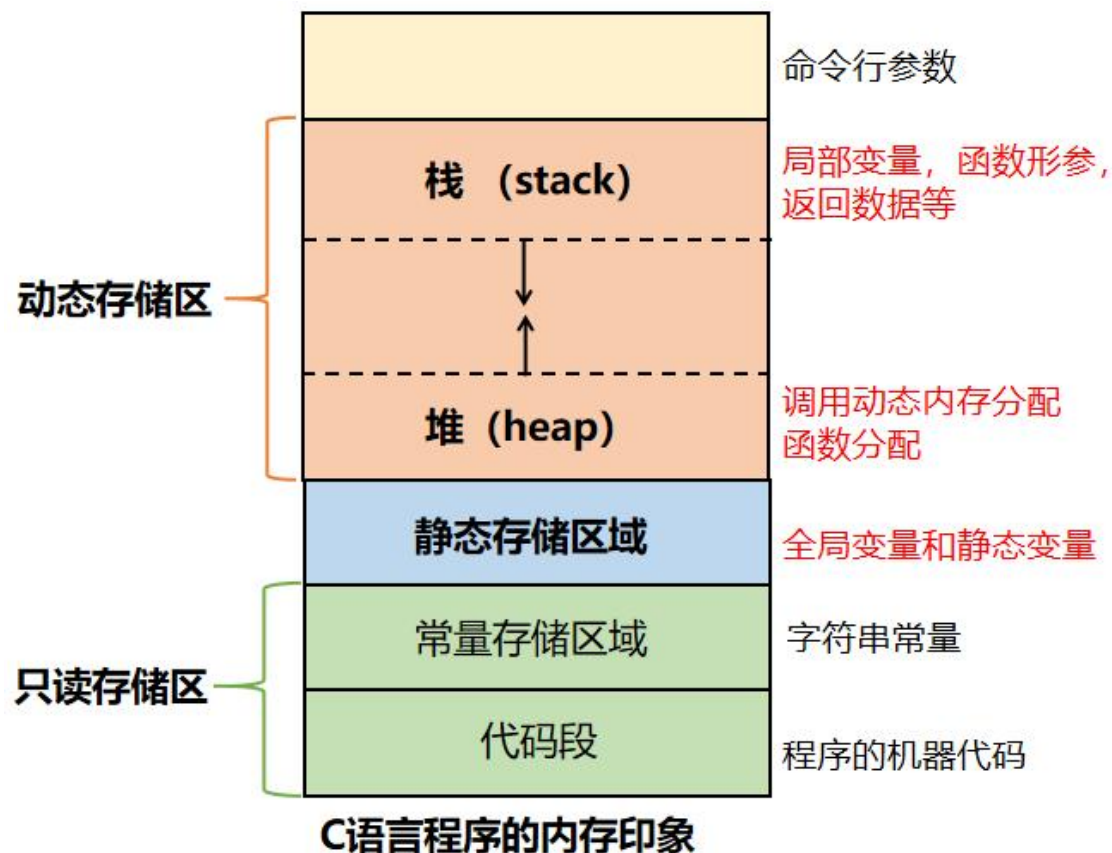 命令行参数
栈 （stack）
局部变量，函数形参，
返回数据等
动态存储区
堆（heap）
调用动态内存分配
函数分配
静态存储区域
全局变量和静态变量
常量存储区域
字符串常量
只读存储区
代码段
程序的机器代码
C语言程序的内存印象